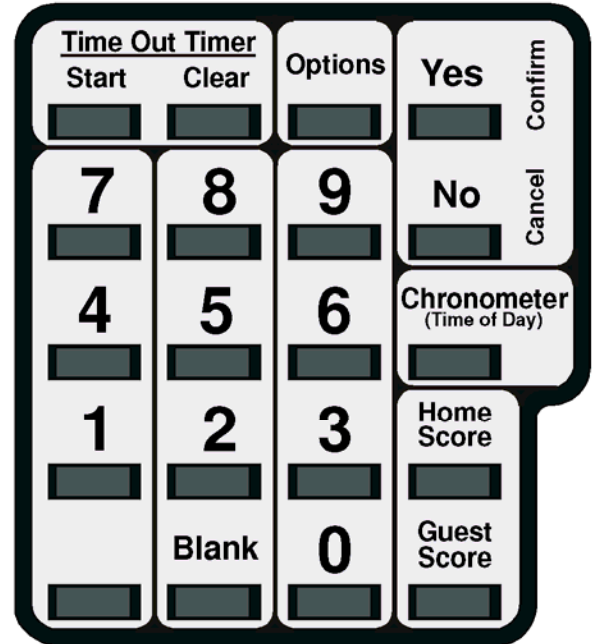 Time Out Timer
Start Clear
Options
Yes
Confirm
7 8 9
No
Cancel
4 5 6
Chronometer
(Time of Day)
1 2 3
Home
Score
Blank 0
Guest
Score